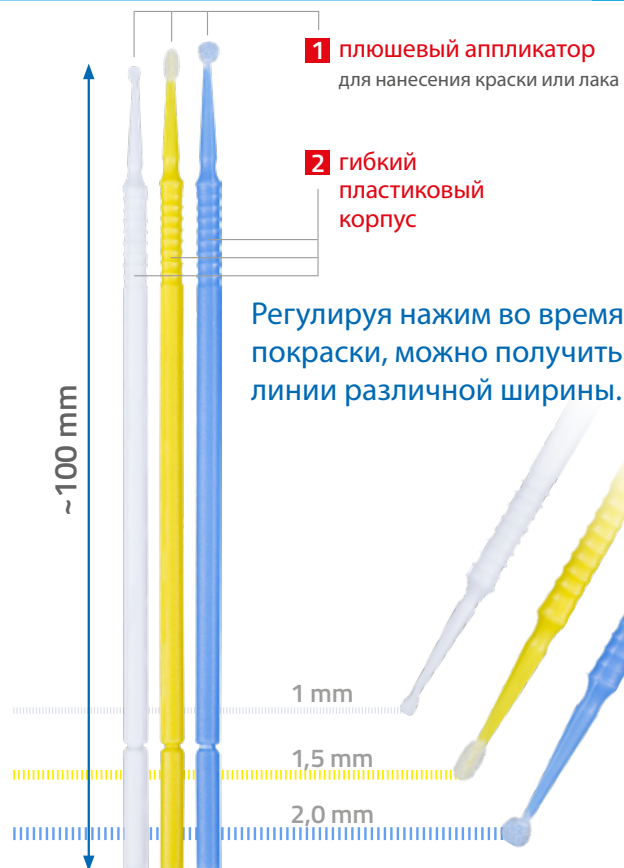 1 плюшевый аппликатор
для нанесения краски или лака
2 гибкий
пластиковый
корпус
Регулируя нажим во время
покраски, можно получить
линии различной ширины.
~100 mm
1 mm
1,5 mm
2,0 mm